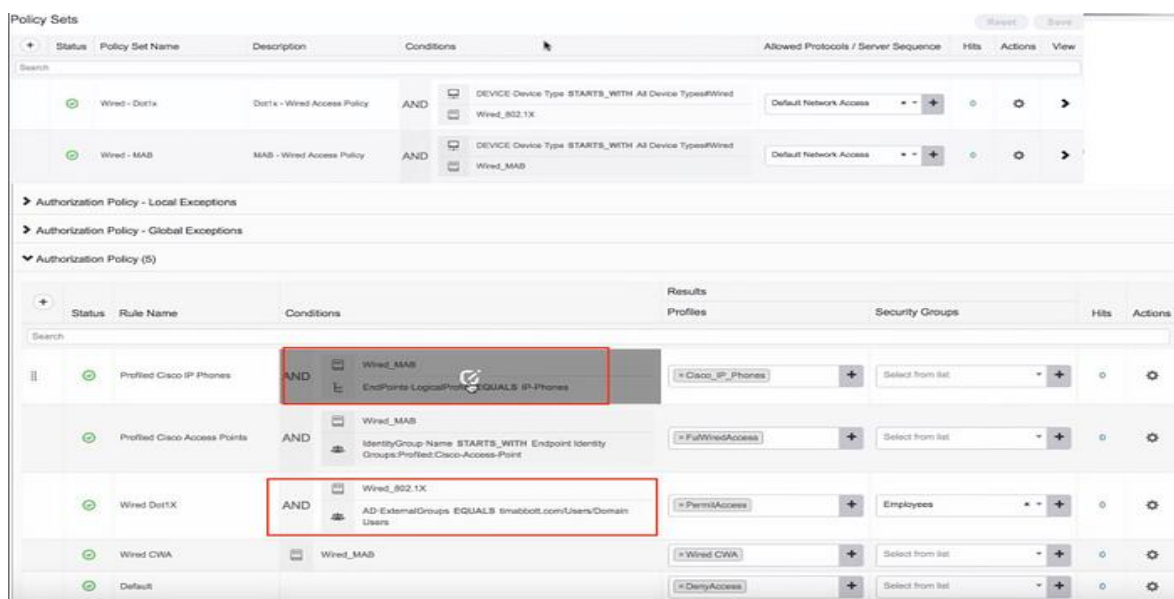 Policy Sets
Reset Save
+ Status Policy Set Name Description Conditions Allowed Protocols / Server Sequence Hits Actions View
Search
Wired - Dot1x Dot1x - Wired Access Policy AND DEVICE·Device Type STARTS_WITH All Device Types#Wired Default Network Access × + 0
Wired_802.1X
Wired - MAB MAB - Wired Access Policy AND DEVICE·Device Type STARTS_WITH All Device Types#Wired Default Network Access × + 0
Wired_MAB
Authorization Policy - Local Exceptions
Authorization Policy - Global Exceptions
Authorization Policy (5)
Results
+ Status Rule Name Conditions Profiles Security Groups Hits Actions
Search
Profiled Cisco IP Phones AND Wired_MAB × Cisco_IP_Phones + Select from list + 0
EQUALS IP-Phones
Profiled Cisco Access Points AND Wired_MAB + Select from list + 0
IdentityGroup·Name STARTS_WITH Endpoint Identity
Groups:Profiled:Cisco-Access-Point
Wired Dot1X AND Wired_802.1X × PermitAccess + Employees × + 0
AD·ExternalGroups EQUALS timabbott.com/Users/Domain
Users
Wired CWA Wired_MAB × Wired CWA + Select from list + 0
Default × DenyAccess + Select from list + 0